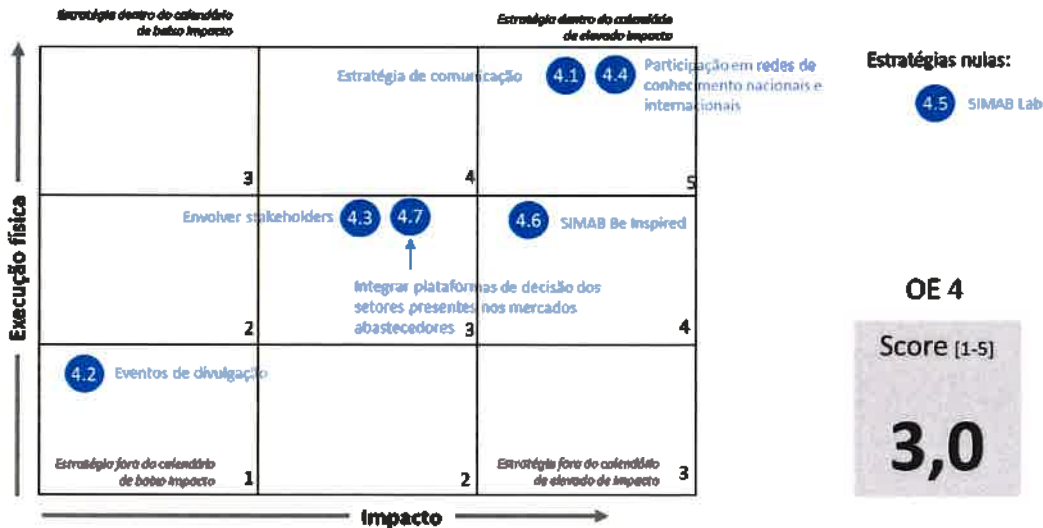 Estratégia dentro do calendário
de baixo impacto
Estratégia dentro do calendário
de elevado impacto
Estratégias nulas:
4.5 SIMAB Lab
Estratégia de comunicação 4.1 4.4 Participação em redes de
conhecimento nacionais e
internacionais
3
4
5
Execução física
Envolver stakeholders 4.3 4.7
4.6 SIMAB Be Inspired
Integrar plataformas de decisão dos
setores presentes nos mercados
abastecedores
2
3
4
4.2 Eventos de divulgação
Estratégia fora do calendário
de baixo impacto
1
2
Estratégia fora do calendário
de elevado de impacto
3
Impacto
OE 4
Score [1-5]
3,0